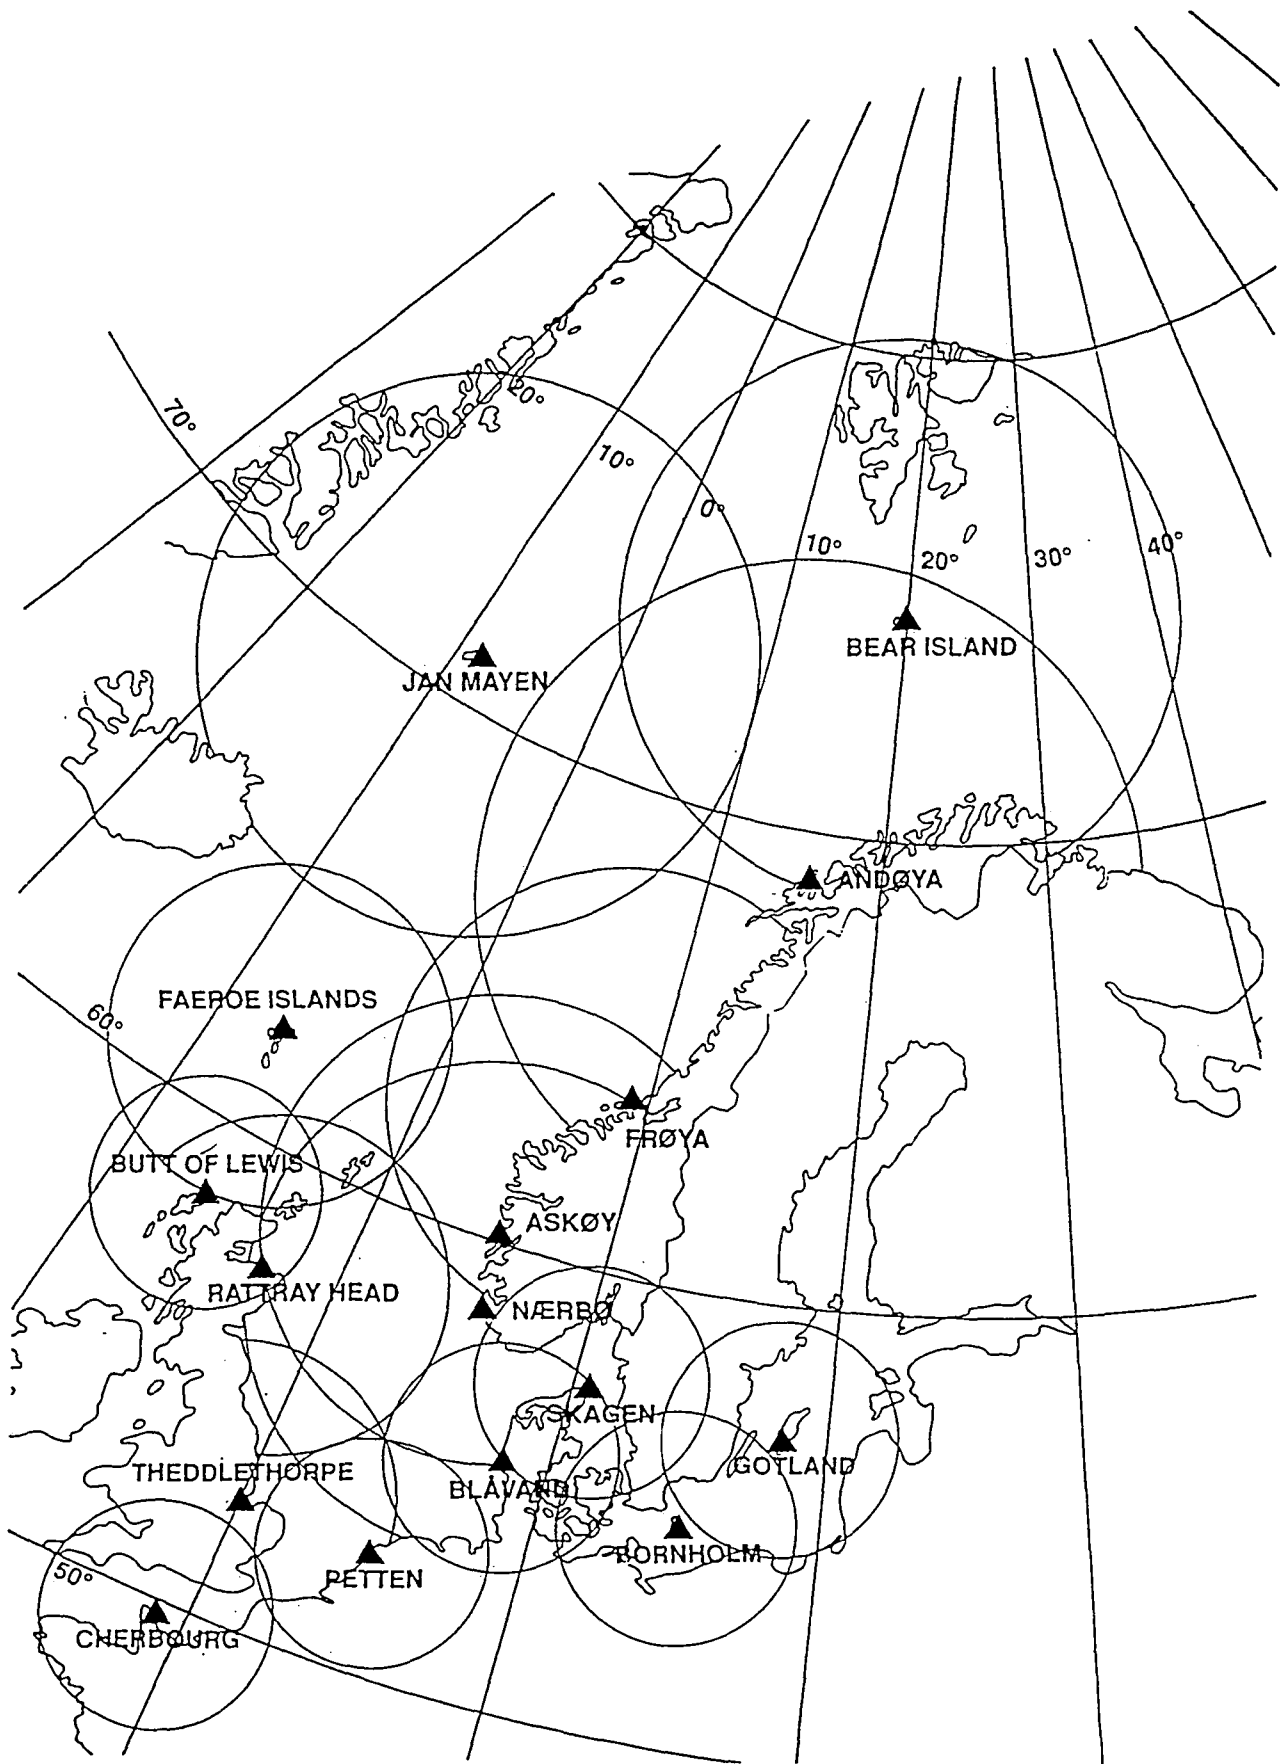 70°
20°
10°
0°
10°
20°
30°
40°
BEAR ISLAND
JAN MAYEN
ANDØYA
FAEROE ISLANDS
60°
FRØYA
BUTT OF LEWIS
ASKØY
RATTRAY HEAD
NÆRBØ
SKAGEN
GOTLAND
THEDDLETHORPE
BLÅVAND
BORNHOLM
50°
PETTEN
CHERBOURG